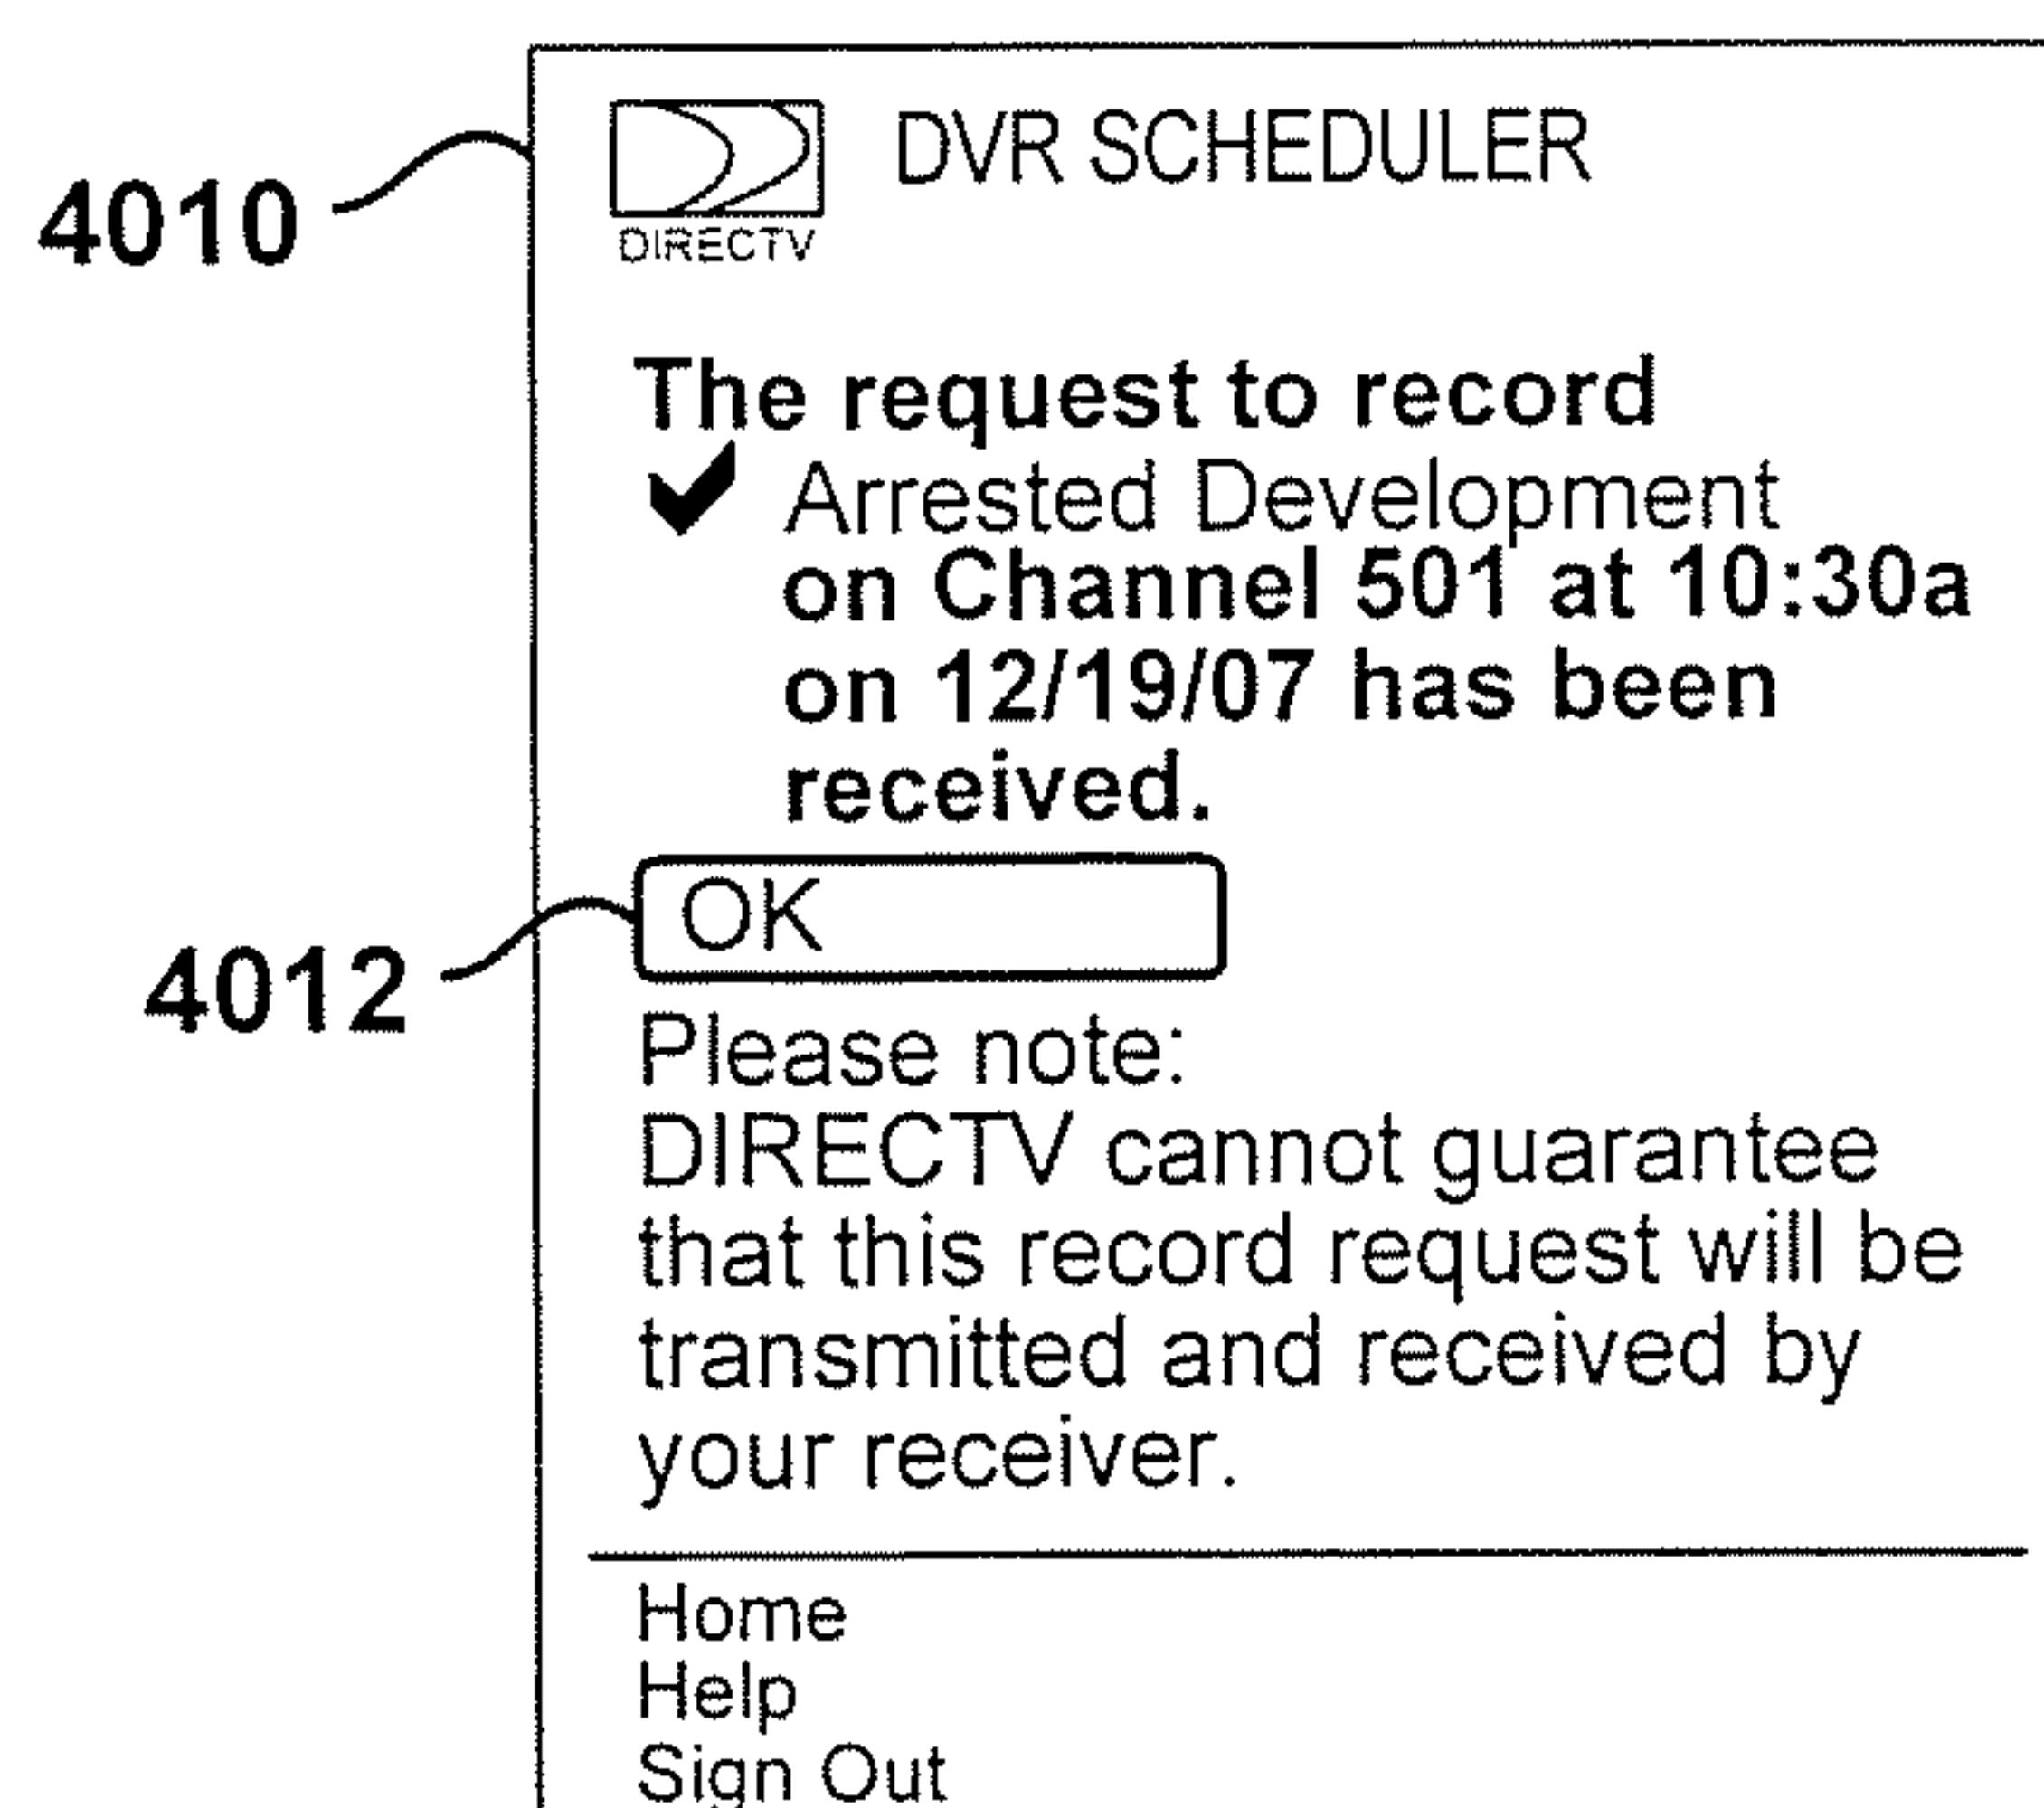 4010
DVR SCHEDULER
DIRECTV
The request to record
Arrested Development
on Channel 501 at 10:30a
on 12/19/07 has been
received.
4012
OK
Please note:
DIRECTV cannot guarantee
that this record request will be
transmitted and received by
your receiver.
Home
Help
Sign Out